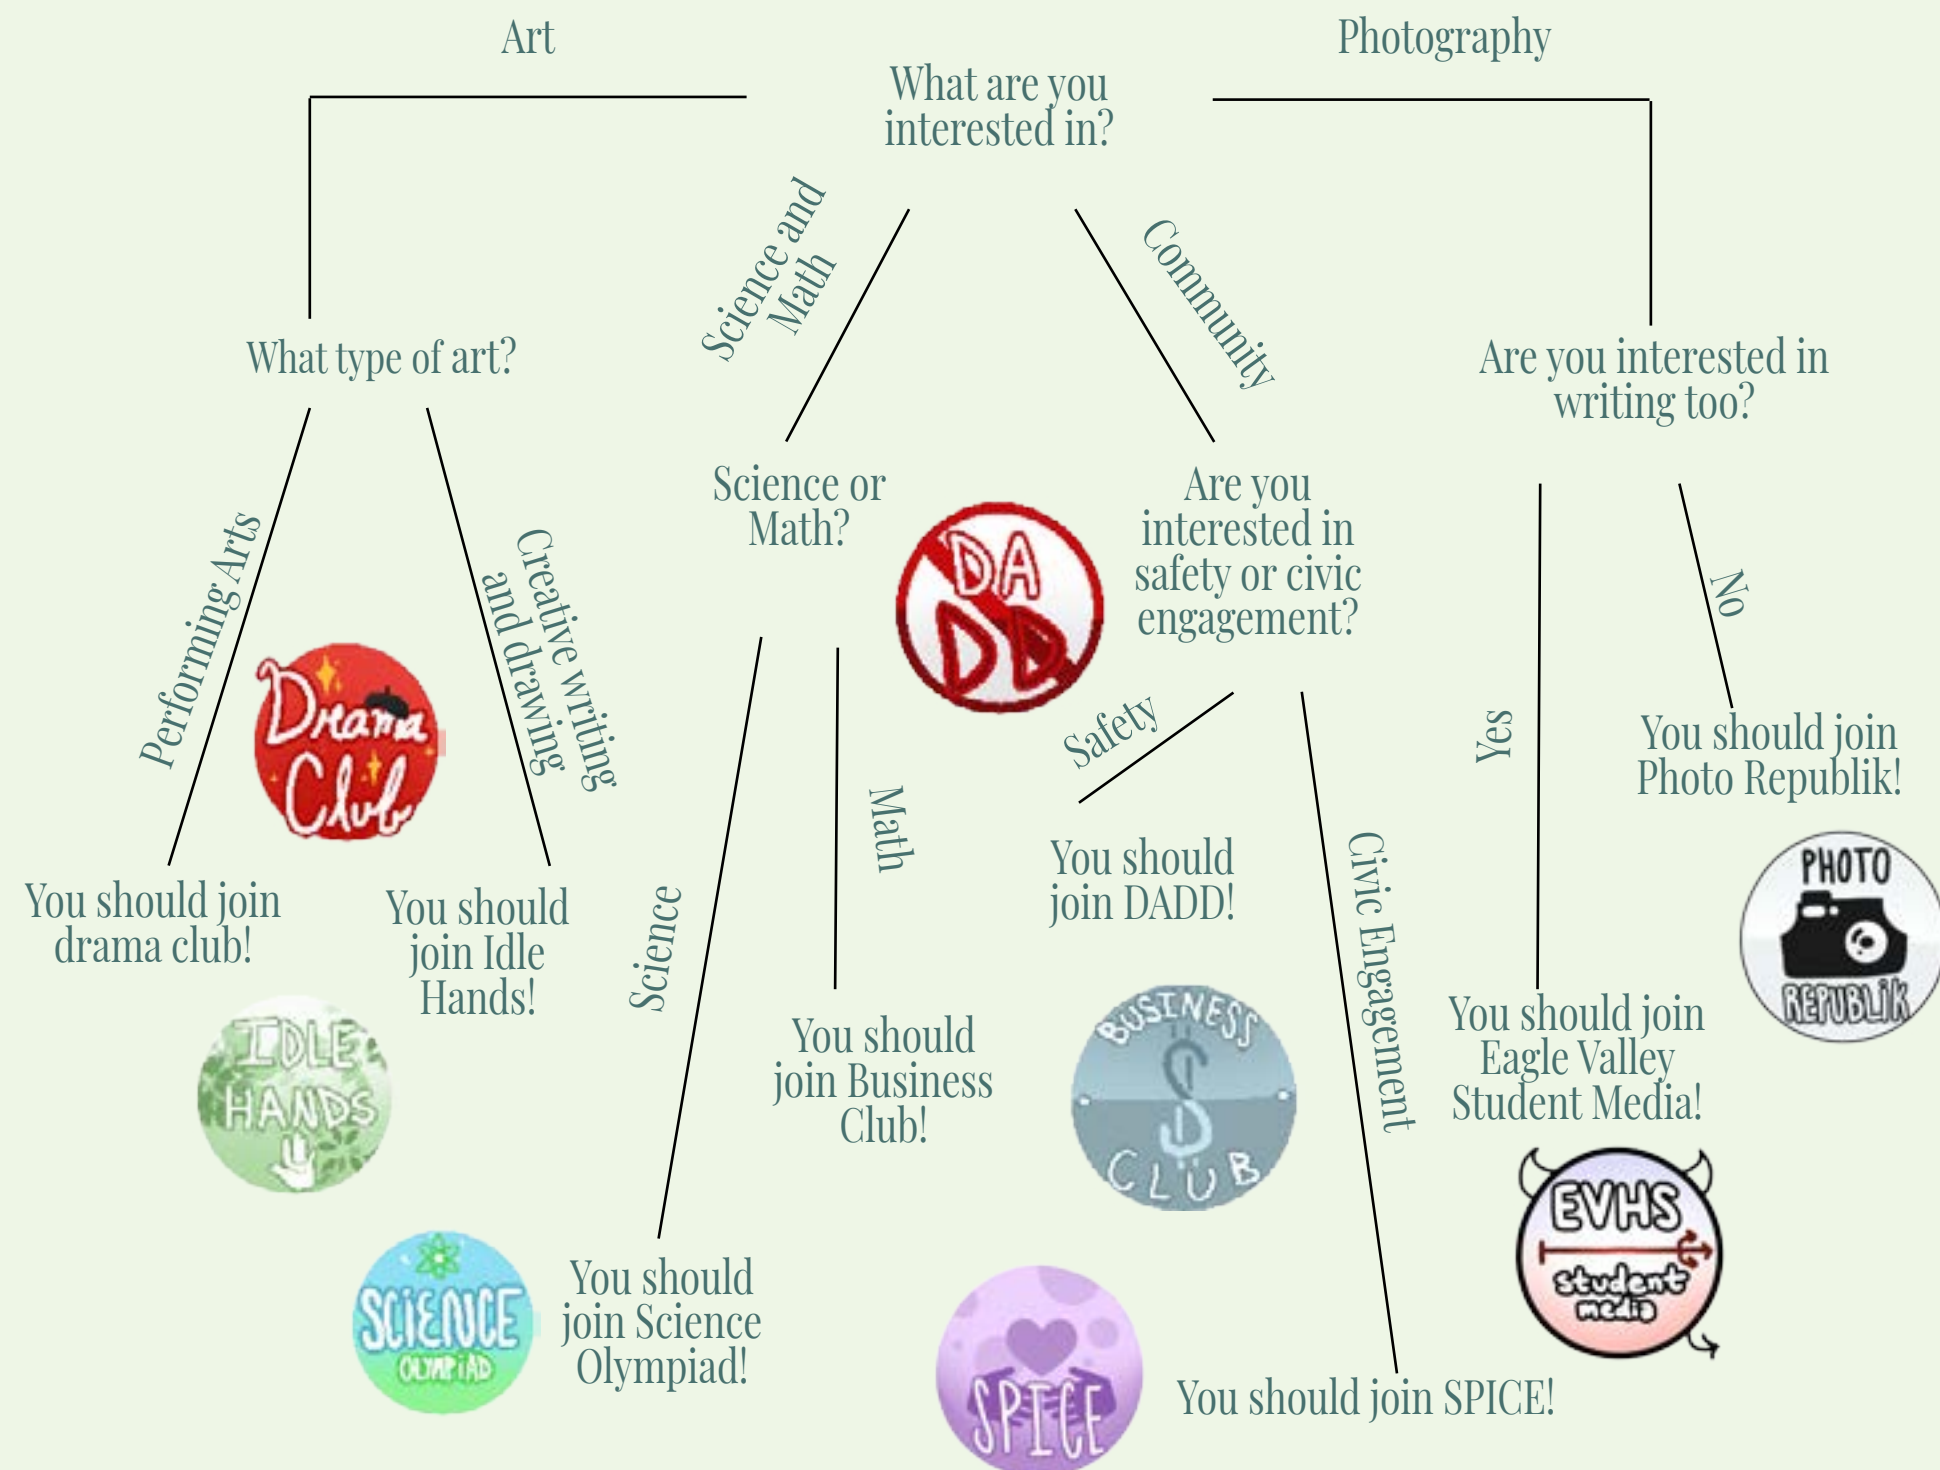 Art
Photography
What are you
interested in?
Science and
Math
Community
What type of art?
Are you interested in
writing too?
Science or
Math?
Are you
interested in
safety or civic
engagement?
DA
DD
Performing Arts
Creative writing
and drawing
No
Yes
Safety
Drama
Club
You should join
Photo Republik!
Math
Civic Engagement
You should
join DADD!
PHOTO
REPUBLIK
You should join
drama club!
You should
join Idle
Hands!
Science
IDLE
HANDS
You should
join Business
Club!
BUSINESS
CLUB
You should join
Eagle Valley
Student Media!
EVHS
student
media
SCIENCE
OLYMPIAD
You should
join Science
Olympiad!
SPICE
You should join SPICE!